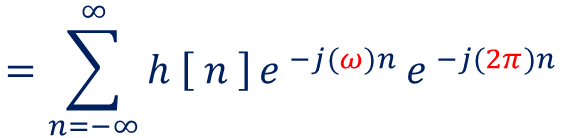 = ∑_{n=−∞}^{∞} h [ n ] e^{−j(ω)n} e^{−j(2π)n}